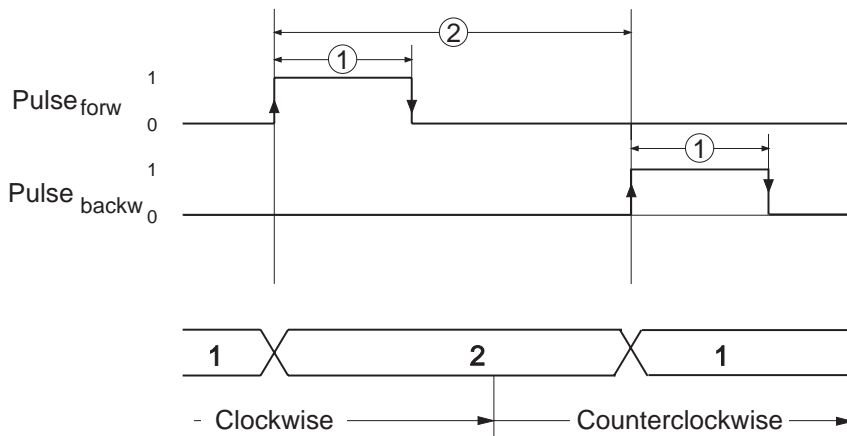 ②
①
1
Pulse forw
0
①
1
Pulse backw
0
1 2 1
Clockwise Counterclockwise